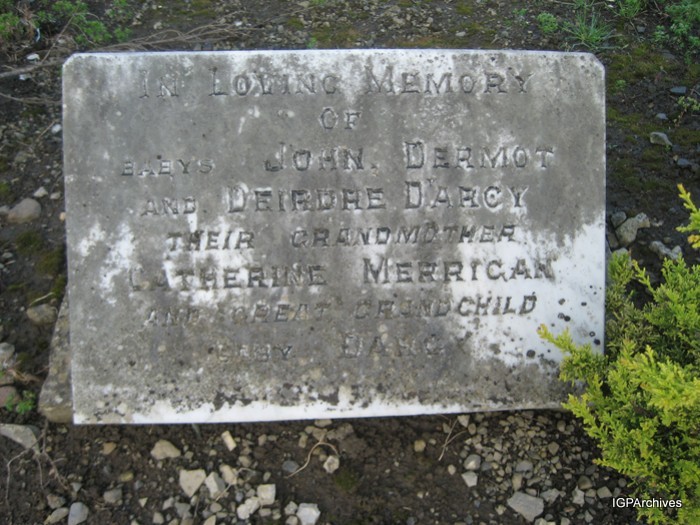 IN LOVING MEMORY
OF
BABYS JOHN, DERMOT
AND DEIRDRE D'ARCY
THEIR GRANDMOTHER
CATHERINE MERRIGAN
AND GREAT GRANDCHILD
BABY DARCY
IGPArchives